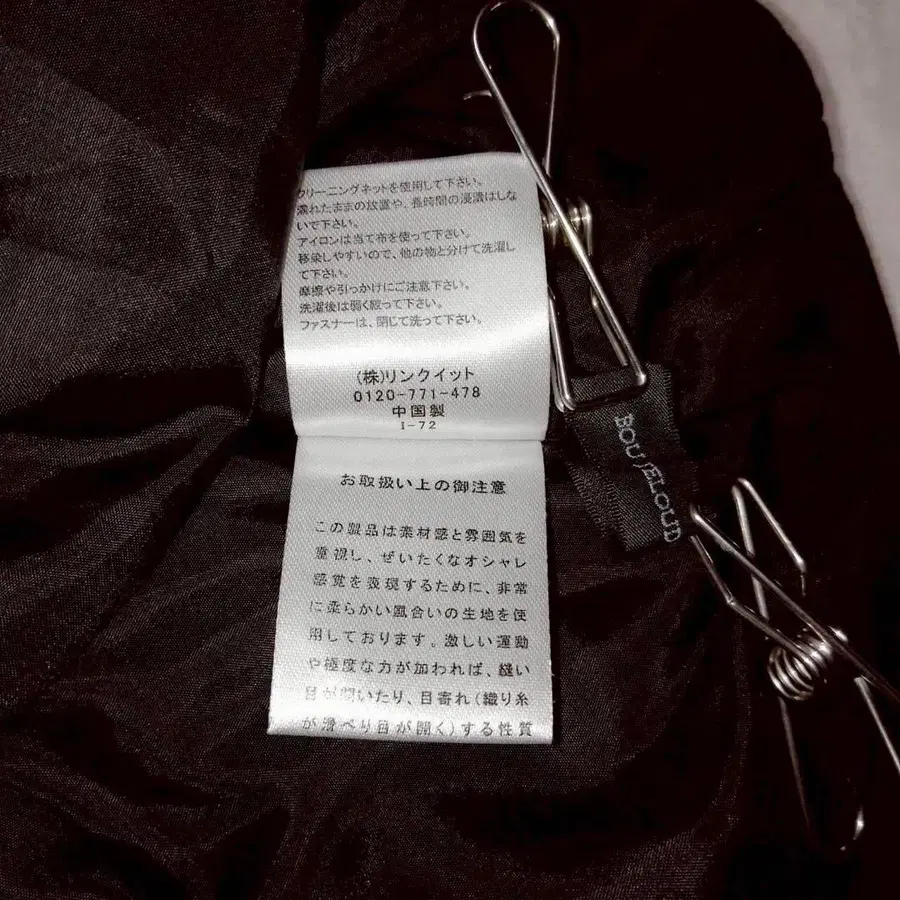 クリーニングネットを使用して下さい。
濡れたままの放置や、長時間の浸漬はしな
いで下さい。
アイロンは当て布を使って下さい。
移染しやすいので、他の物と分けて洗濯し
て下さい。
摩擦や引っかけにご注意下さい。
洗濯後は弱く絞って下さい。
ファスナーは、閉じて洗って下さい。
(株)リンクイット
0120-771-478
中国製
I-72
お取扱い上の御注意
この製品は素材感と雰囲気を
重視し、ぜいたくなオシャレ
感覚を表現するために、非常
に柔らかい風合いの生地を使
用しております。激しい運動
や極度な力が加われば、縫い
目が開いたり、目寄れ(織り糸
が滑べり目が開く)する性質
BOU JELOUD